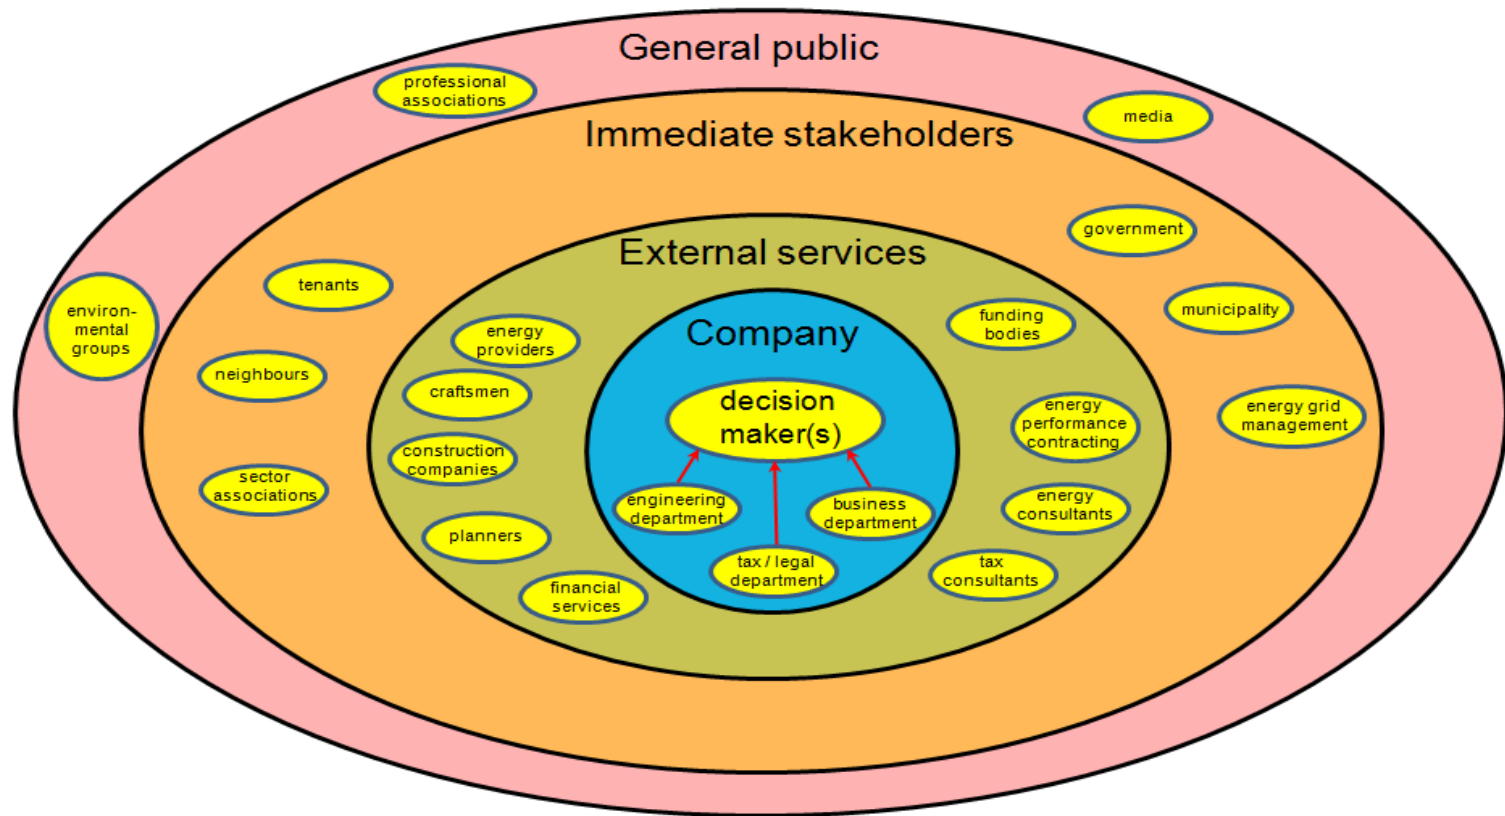 General public
professional
associations
media
Immediate stakeholders
government
External services
tenants
municipality
environ-
mental
groups
funding
bodies
energy
providers
Company
neighbours
craftsmen
decision
maker(s)
energy
performance
contracting
energy grid
management
construction
companies
sector
associations
engineering
department
business
department
energy
consultants
planners
tax / legal
department
tax
consultants
financial
services